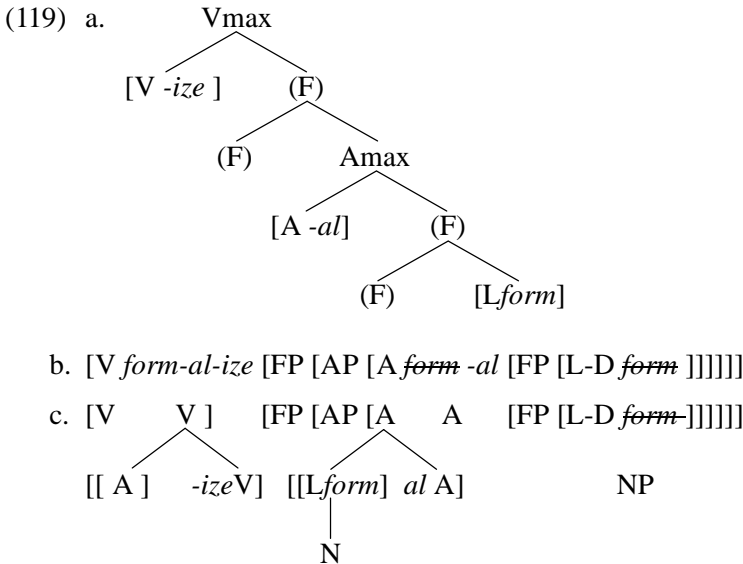 (119) a. Vmax
[V -ize ] (F)
(F) Amax
[A -al] (F)
(F) [Lform]
b. [V form-al-ize [FP [AP [A form -al [FP [L-D form ]]]]]]
c. [V V ] [FP [AP [A A [FP [L-D form ]]]]]]
[[ A ] -izeV] [[Lform] al A] NP
N